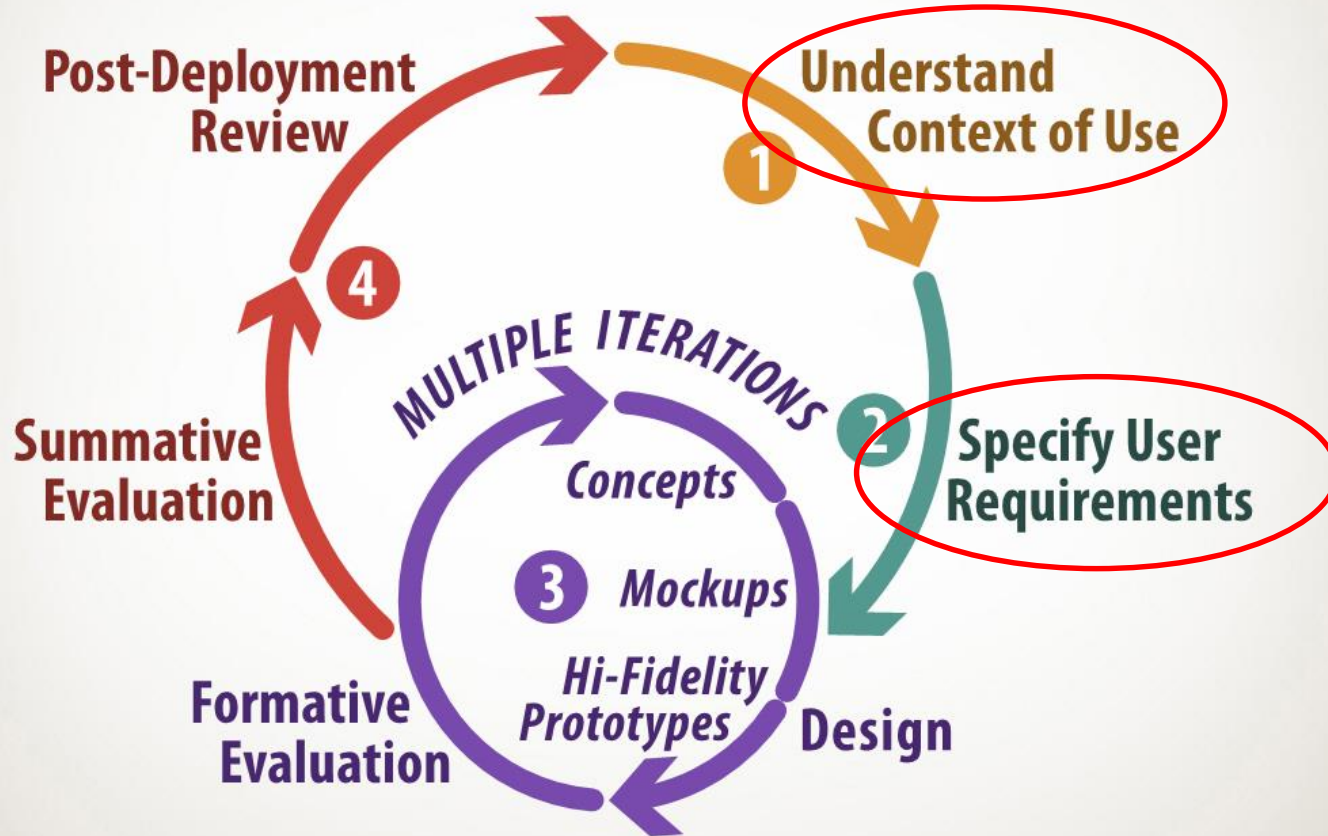 Post-Deployment
Review
Understand
Context of Use
1
4
MULTIPLE ITERATIONS
2
Specify User
Requirements
Summative
Evaluation
Concepts
3
Mockups
Hi-Fidelity
Prototypes
Design
Formative
Evaluation